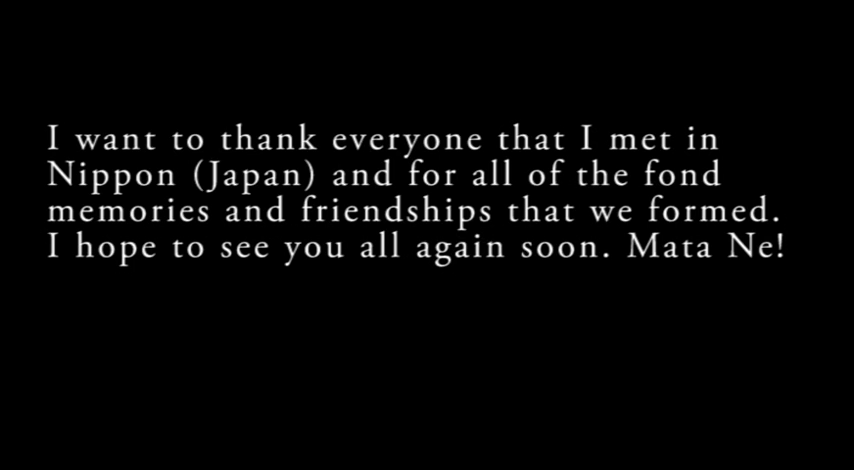 I want to thank everyone that I met in
Nippon (Japan) and for all of the fond
memories and friendships that we formed.
I hope to see you all again soon. Mata Ne!